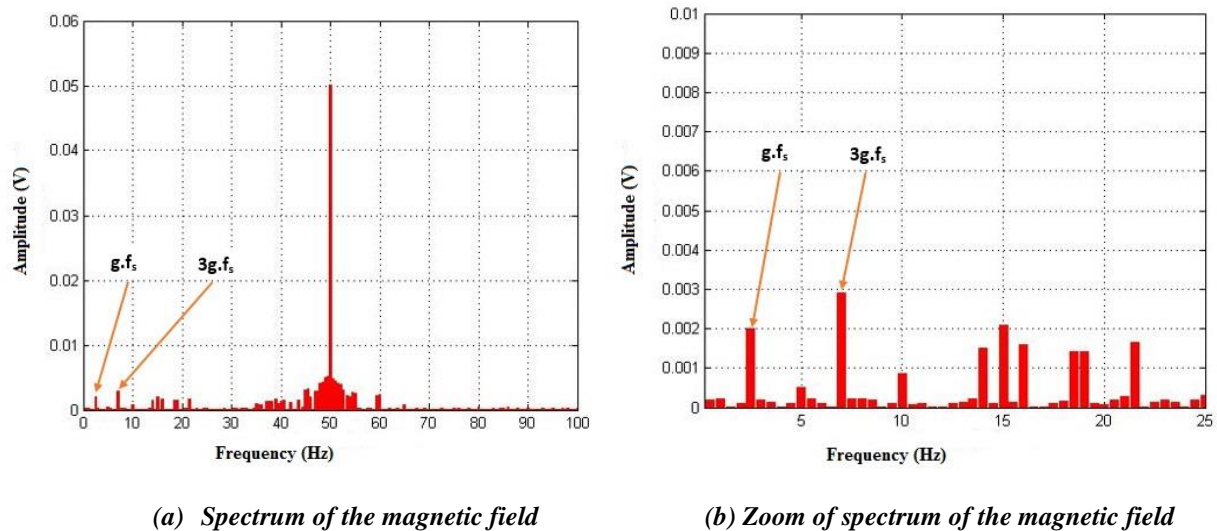 0.06
0.05
0.04
0.03
0.02
0.01
0
Amplitude (V)
g.fₛ
3g.fₛ
0 10 20 30 40 50 60 70 80 90 100
Frequency (Hz)
(a) Spectrum of the magnetic field
0.01
0.009
0.008
0.007
0.006
0.005
0.004
0.003
0.002
0.001
0
Amplitude (V)
g.fₛ
3g.fₛ
5 10 15 20 25
Frequency (Hz)
(b) Zoom of spectrum of the magnetic field